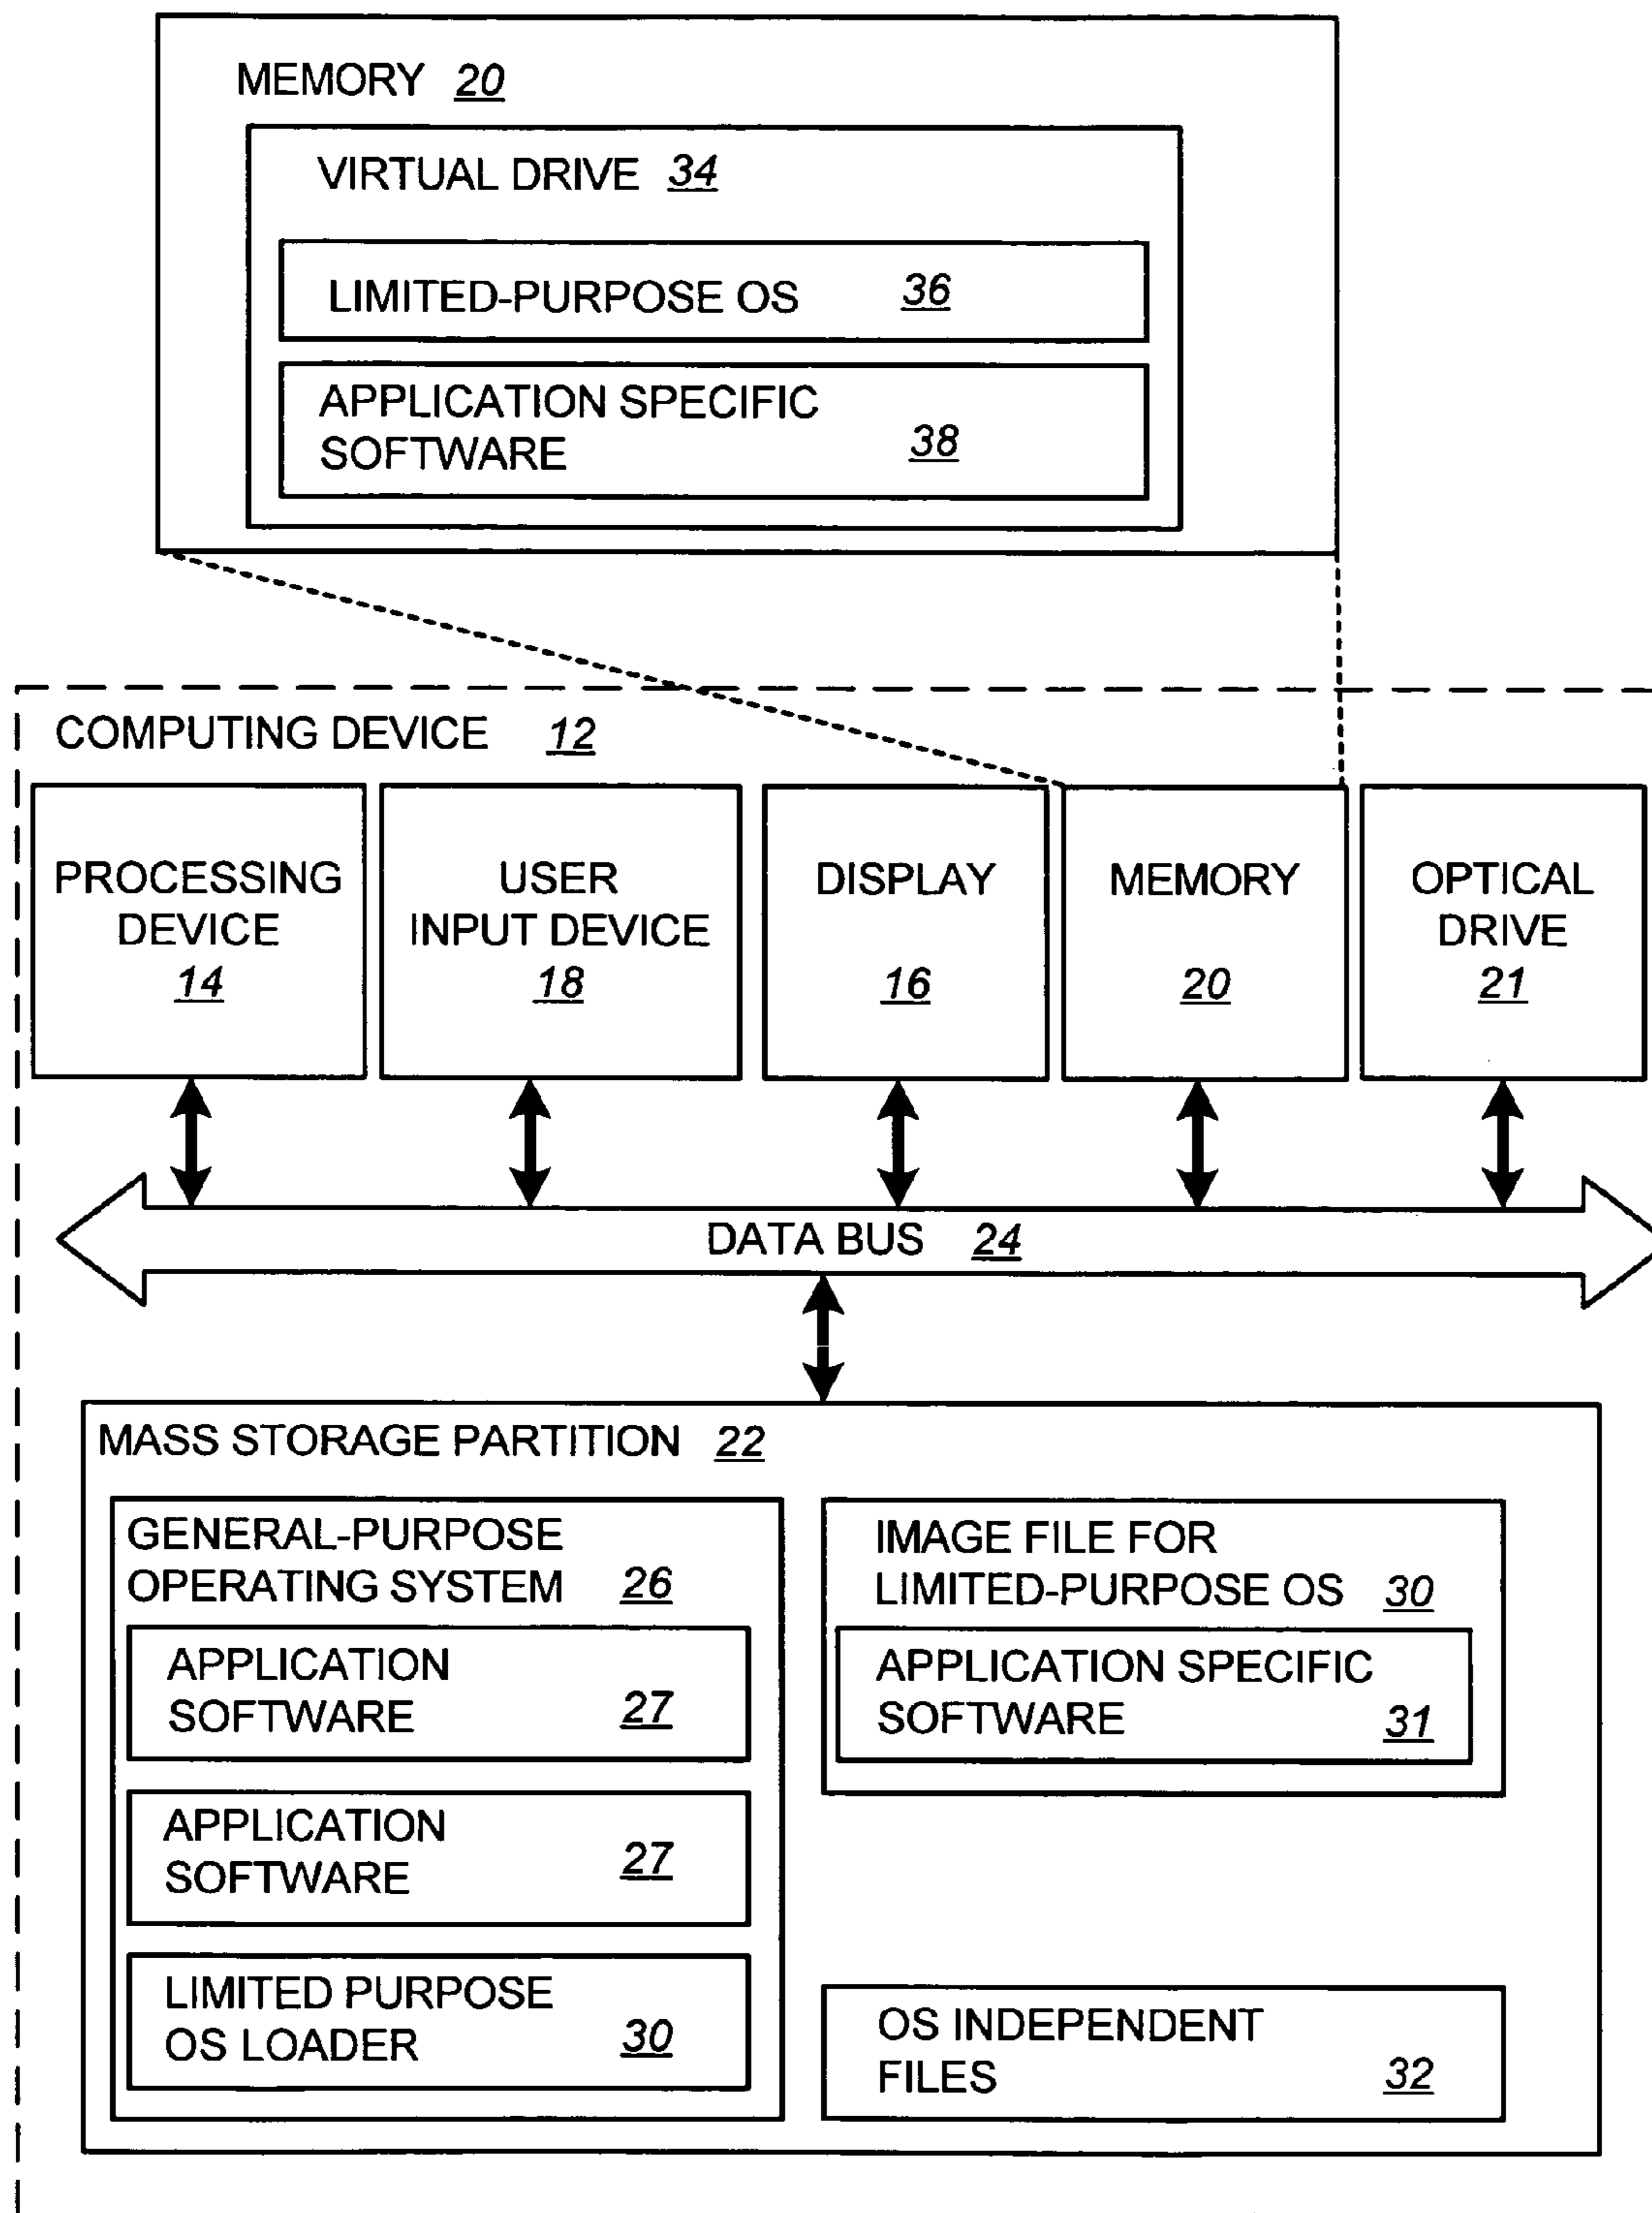 MEMORY 20
VIRTUAL DRIVE 34
LIMITED-PURPOSE OS 36
APPLICATION SPECIFIC
SOFTWARE 38
COMPUTING DEVICE 12
PROCESSING
DEVICE
14
USER
INPUT DEVICE
18
DISPLAY
16
MEMORY
20
OPTICAL
DRIVE
21
DATA BUS 24
MASS STORAGE PARTITION 22
GENERAL-PURPOSE
OPERATING SYSTEM 26
APPLICATION
SOFTWARE 27
APPLICATION
SOFTWARE 27
LIMITED PURPOSE
OS LOADER 30
IMAGE FILE FOR
LIMITED-PURPOSE OS 30
APPLICATION SPECIFIC
SOFTWARE 31
OS INDEPENDENT
FILES 32